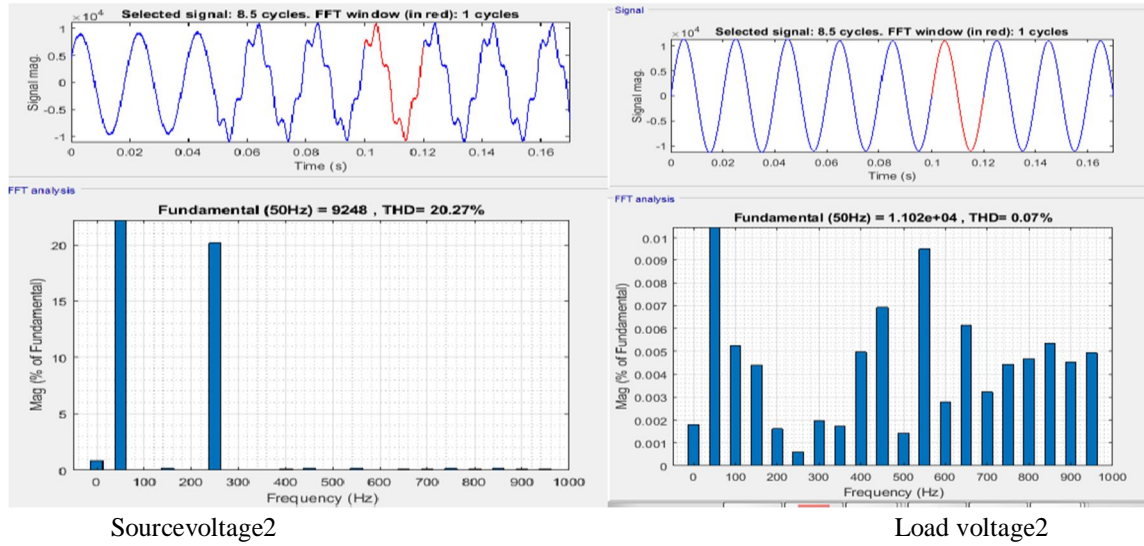 Selected signal: 8.5 cycles. FFT window (in red): 1 cycles
×10⁴
1
0.5
0
-0.5
-1
Signal mag.
0 0.02 0.04 0.06 0.08 0.1 0.12 0.14 0.16
Time (s)
FFT analysis
Fundamental (50Hz) = 9248 , THD= 20.27%
20
15
10
5
0
Mag (% of Fundamental)
0 100 200 300 400 500 600 700 800 900 1000
Frequency (Hz)
Sourcevoltage2
Signal
Selected signal: 8.5 cycles. FFT window (in red): 1 cycles
×10⁴
1
0.5
0
-0.5
-1
Signal mag.
0 0.02 0.04 0.06 0.08 0.1 0.12 0.14 0.16
Time (s)
FFT analysis
Fundamental (50Hz) = 1.102e+04 , THD= 0.07%
0.01
0.009
0.008
0.007
0.006
0.005
0.004
0.003
0.002
0.001
0
Mag (% of Fundamental)
0 100 200 300 400 500 600 700 800 900 1000
Frequency (Hz)
Load voltage2